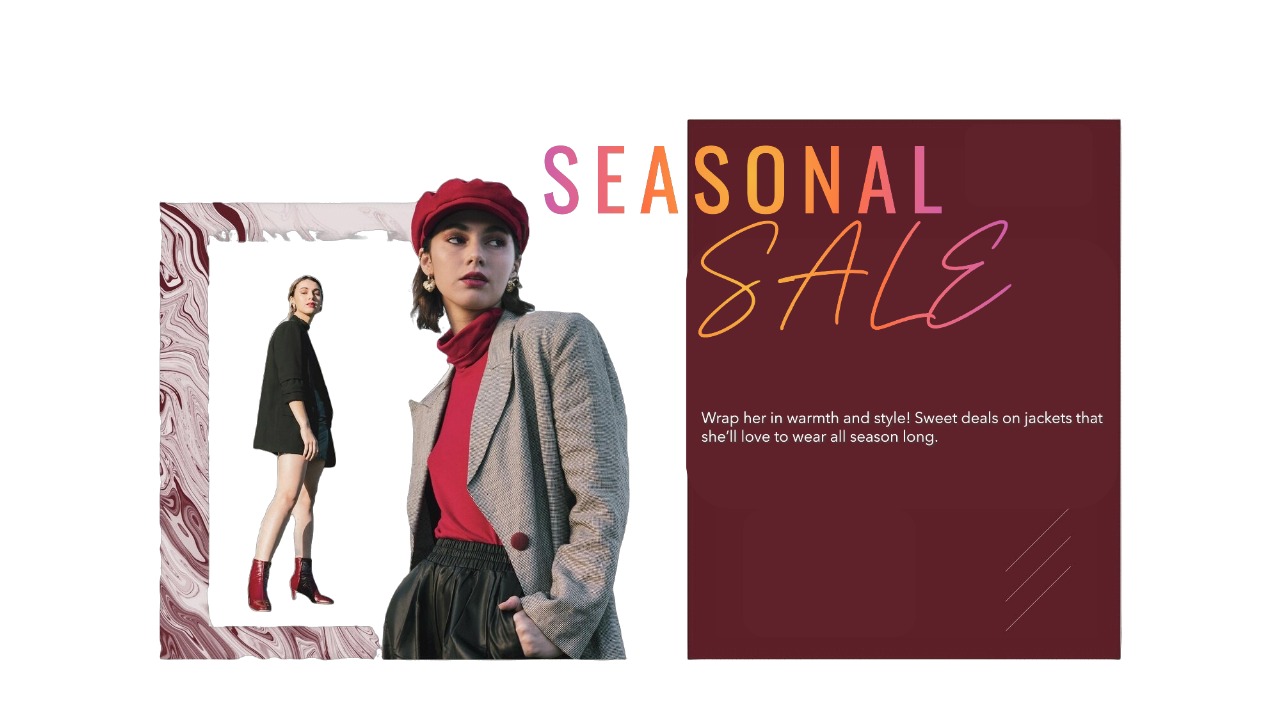 SEASONAL
SALE
Wrap her in warmth and style! Sweet deals on jackets that
she'll love to wear all season long.